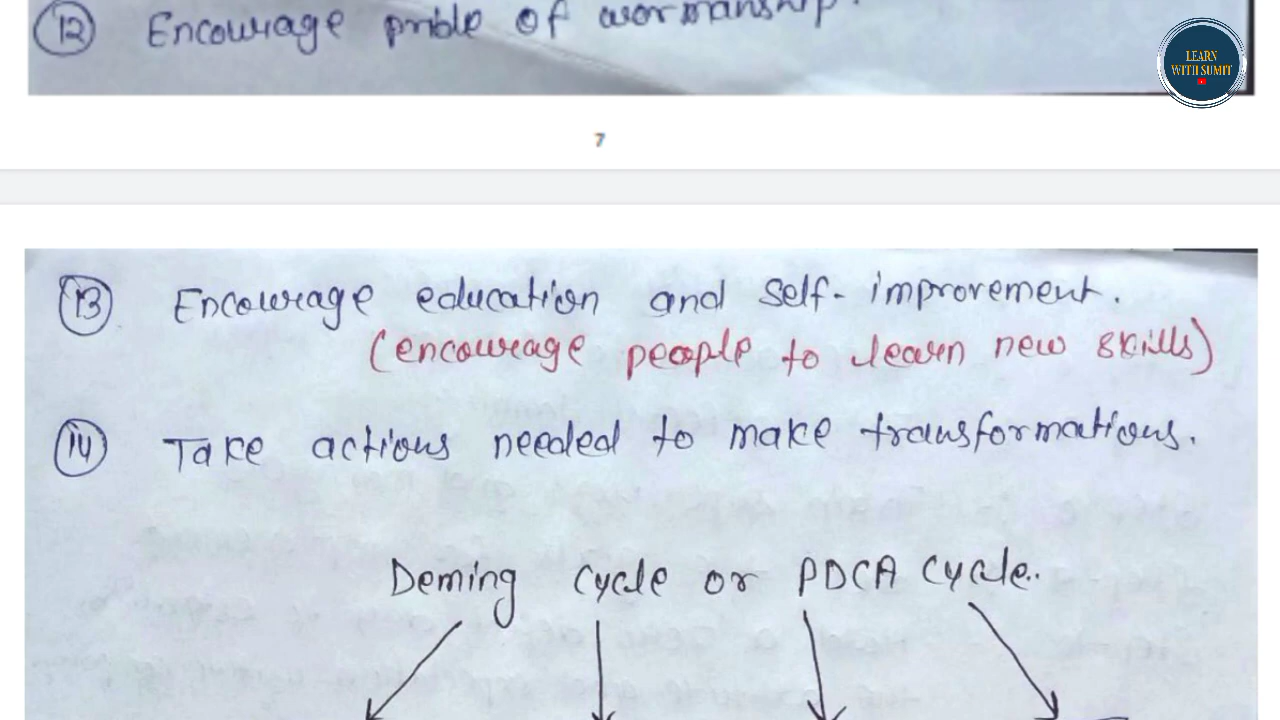 12 Encourage pride of wormanship.
LEARN
WITH SUMIT
7
13 Encourage education and self-improvement.
(encourage people to learn new skills)
14 Take actions needed to make transformations.
Deming cycle or PDCA cycle..